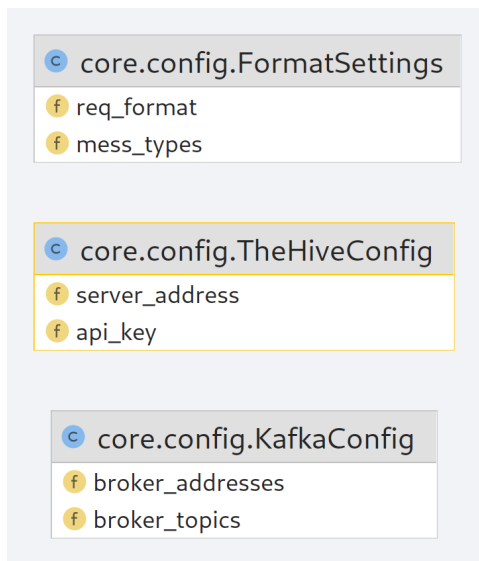 C core.config.FormatSettings
f req_format
f mess_types
C core.config.TheHiveConfig
f server_address
f api_key
C core.config.KafkaConfig
f broker_addresses
f broker_topics